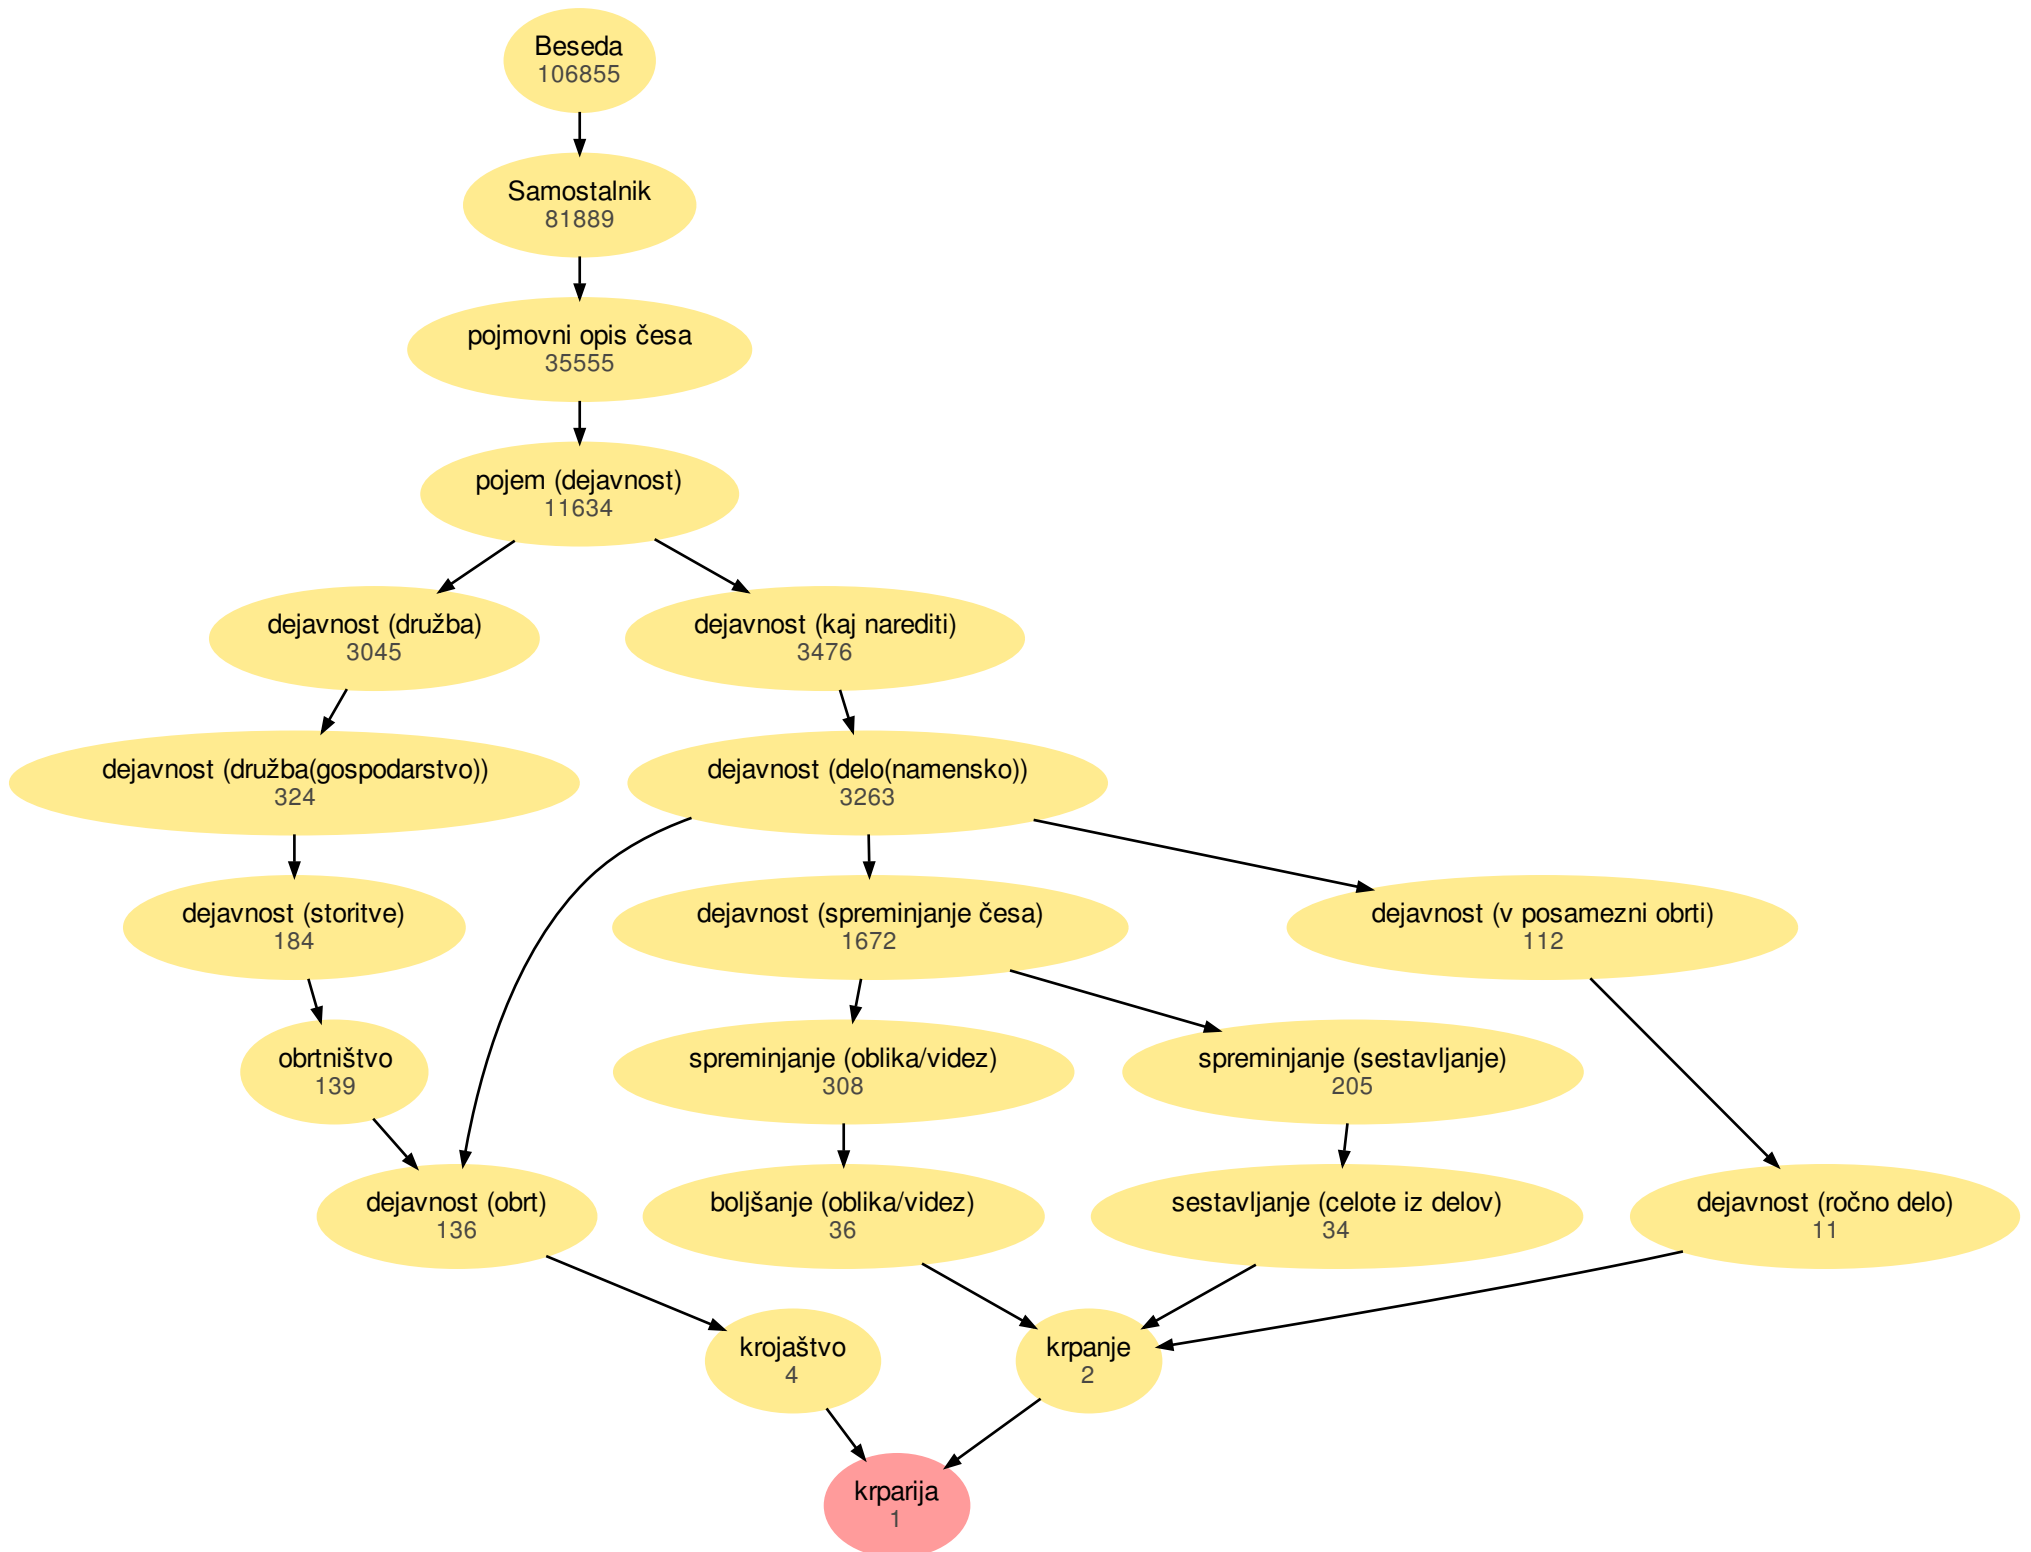 Beseda
106855
Samostalnik
81889
pojmovni opis česa
35555
pojem (dejavnost)
11634
dejavnost (družba)
3045
dejavnost (kaj narediti)
3476
dejavnost (družba(gospodarstvo))
324
dejavnost (delo(namensko))
3263
dejavnost (storitve)
184
dejavnost (spreminjanje česa)
1672
dejavnost (v posamezni obrti)
112
obrtništvo
139
spreminjanje (oblika/videz)
308
spreminjanje (sestavljanje)
205
dejavnost (obrt)
136
boljšanje (oblika/videz)
36
sestavljanje (celote iz delov)
34
dejavnost (ročno delo)
11
krojaštvo
4
krpanje
2
krparija
1